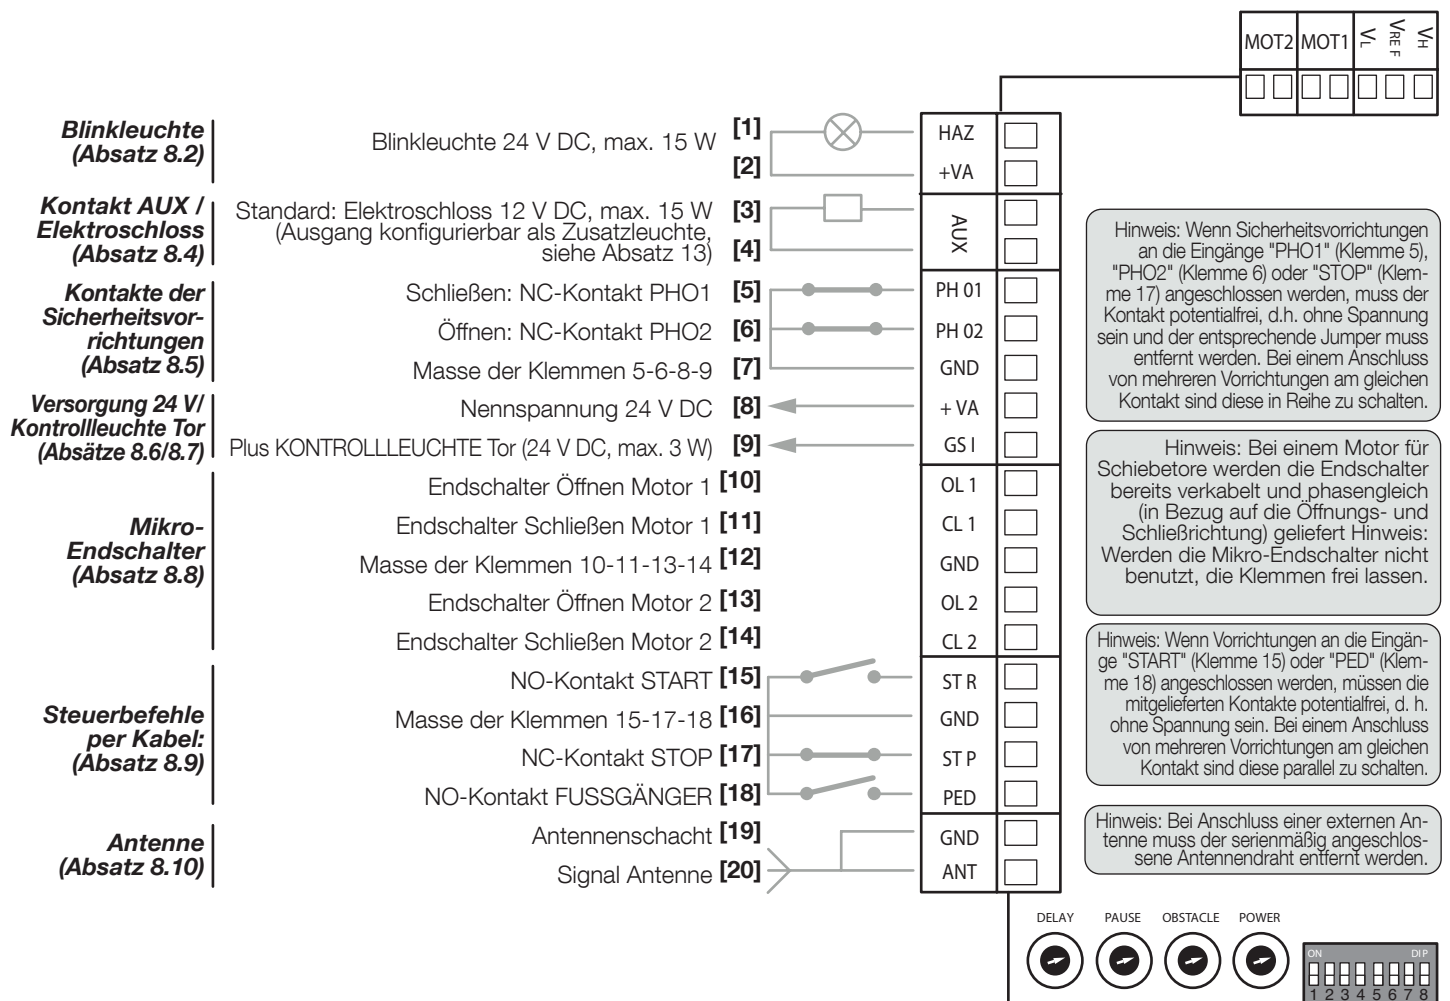 MOT2 MOT1 VL VREF VH
Blinkleuchte
(Absatz 8.2)
Blinkleuchte 24 V DC, max. 15 W
[1]
[2]
HAZ
+VA
Kontakt AUX /
Elektroschloss
(Absatz 8.4)
Standard: Elektroschloss 12 V DC, max. 15 W
(Ausgang konfigurierbar als Zusatzleuchte,
siehe Absatz 13)
[3]
[4]
AUX
Kontakte der
Sicherheitsvor-
richtungen
(Absatz 8.5)
Schließen: NC-Kontakt PHO1 [5] PH 01
Öffnen: NC-Kontakt PHO2 [6] PH 02
Masse der Klemmen 5-6-8-9 [7] GND
Versorgung 24 V/
Kontrollleuchte Tor
(Absätze 8.6/8.7)
Nennspannung 24 V DC [8] + VA
Plus KONTROLLLEUCHTE Tor (24 V DC, max. 3 W) [9] GS I
Mikro-
Endschalter
(Absatz 8.8)
Endschalter Öffnen Motor 1 [10] OL 1
Endschalter Schließen Motor 1 [11] CL 1
Masse der Klemmen 10-11-13-14 [12] GND
Endschalter Öffnen Motor 2 [13] OL 2
Endschalter Schließen Motor 2 [14] CL 2
Steuerbefehle
per Kabel:
(Absatz 8.9)
NO-Kontakt START [15] ST R
Masse der Klemmen 15-17-18 [16] GND
NC-Kontakt STOP [17] ST P
NO-Kontakt FUSSGÄNGER [18] PED
Antenne
(Absatz 8.10)
Antennenschacht [19] GND
Signal Antenne [20] ANT
Hinweis: Wenn Sicherheitsvorrichtungen
an die Eingänge "PHO1" (Klemme 5),
"PHO2" (Klemme 6) oder "STOP" (Klem-
me 17) angeschlossen werden, muss der
Kontakt potentialfrei, d.h. ohne Spannung
sein und der entsprechende Jumper muss
entfernt werden. Bei einem Anschluss
von mehreren Vorrichtungen am gleichen
Kontakt sind diese in Reihe zu schalten.
Hinweis: Bei einem Motor für
Schiebetore werden die Endschalter
bereits verkabelt und phasengleich
(in Bezug auf die Öffnungs- und
Schließrichtung) geliefert Hinweis:
Werden die Mikro-Endschalter nicht
benutzt, die Klemmen frei lassen.
Hinweis: Wenn Vorrichtungen an die Eingän-
ge "START" (Klemme 15) oder "PED" (Klem-
me 18) angeschlossen werden, müssen die
mitgelieferten Kontakte potentialfrei, d. h.
ohne Spannung sein. Bei einem Anschluss
von mehreren Vorrichtungen am gleichen
Kontakt sind diese parallel zu schalten.
Hinweis: Bei Anschluss einer externen An-
tenne muss der serienmäßig angeschlos-
sene Antennendraht entfernt werden.
DELAY PAUSE OBSTACLE POWER
ON DIP
1 2 3 4 5 6 7 8